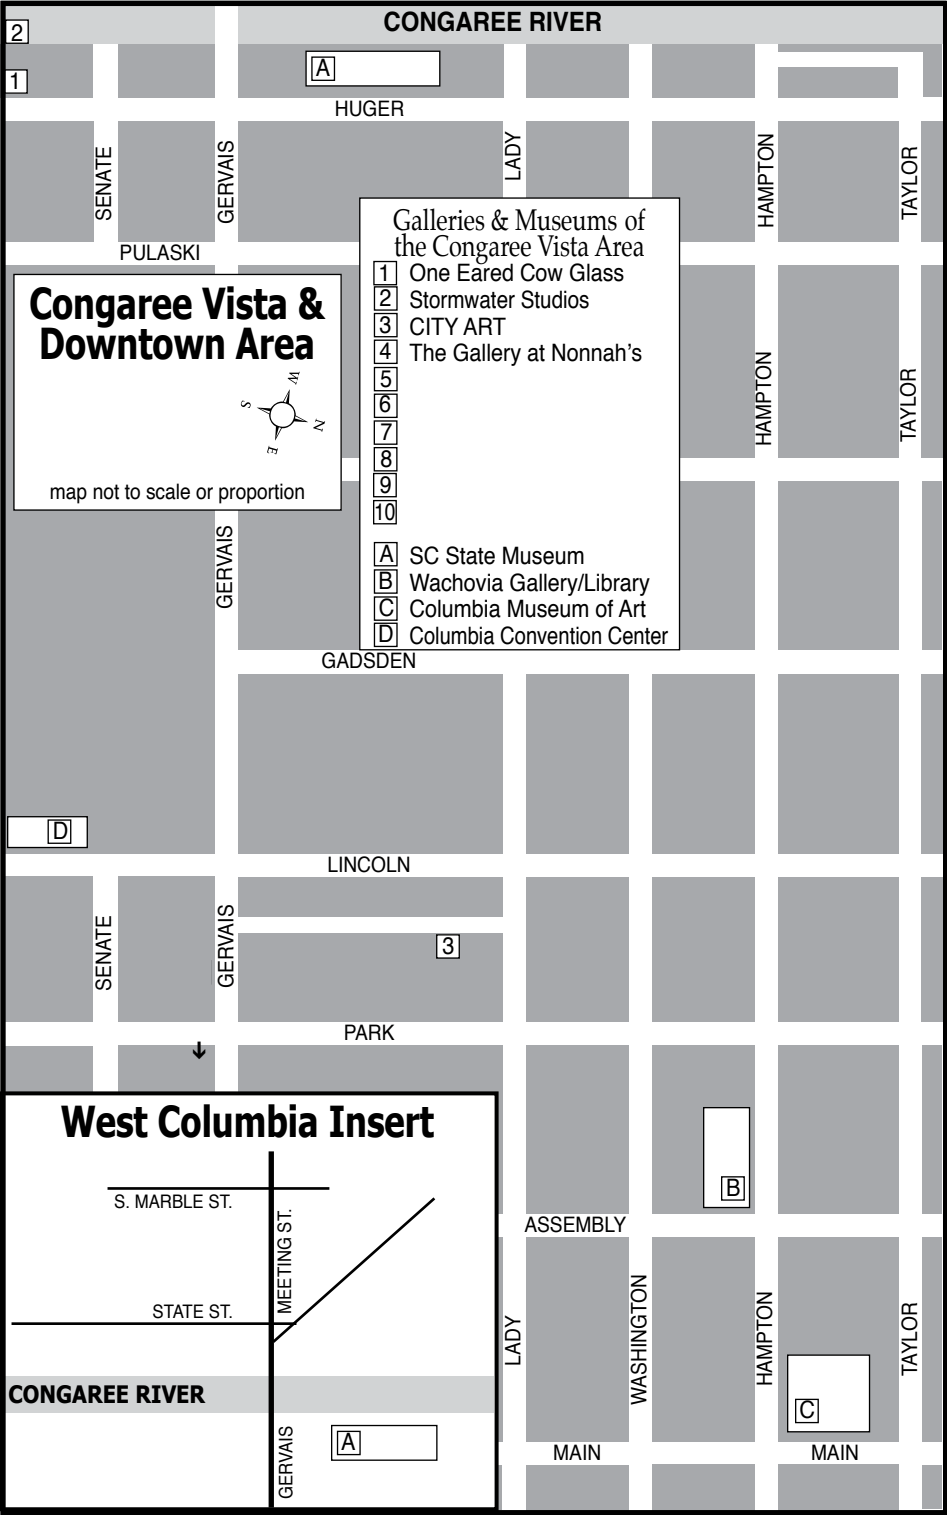 CONGAREE RIVER
2
A
1
HUGER
SENATE
GERVAIS
LADY
HAMPTON
TAYLOR
PULASKI
Galleries & Museums of
the Congaree Vista Area
1 One Eared Cow Glass
2 Stormwater Studios
3 CITY ART
4 The Gallery at Nonnah's
5
6
7
8
9
10
A SC State Museum
B Wachovia Gallery/Library
C Columbia Museum of Art
D Columbia Convention Center
Congaree Vista &
Downtown Area
W
S
N
E
map not to scale or proportion
HAMPTON
TAYLOR
GERVAIS
GADSDEN
D
LINCOLN
SENATE
GERVAIS
3
PARK
West Columbia Insert
S. MARBLE ST.
MEETING ST.
STATE ST.
CONGAREE RIVER
GERVAIS
A
B
ASSEMBLY
LADY
WASHINGTON
HAMPTON
TAYLOR
C
MAIN
MAIN